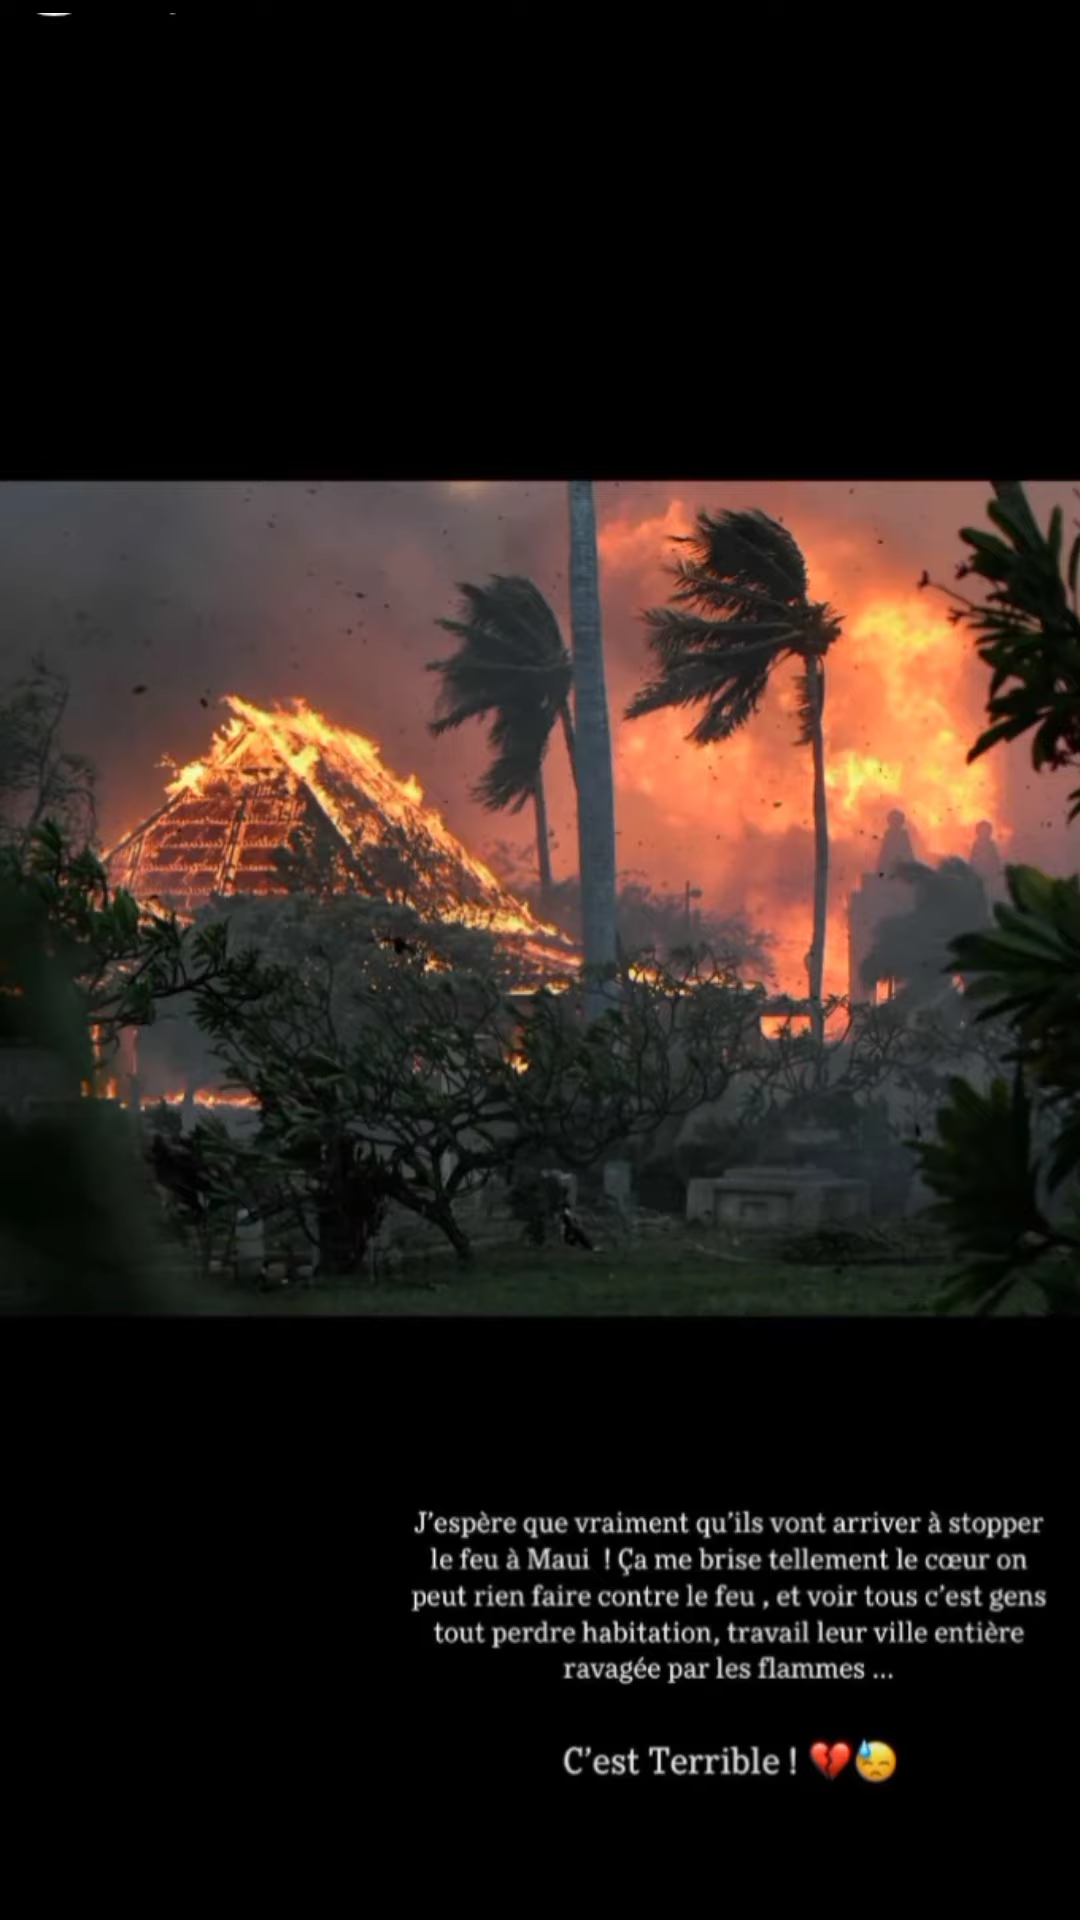 J’espère que vraiment qu’ils vont arriver à stopper
le feu à Maui  ! Ça me brise tellement le cœur on
peut rien faire contre le feu , et voir tous c’est gens
tout perdre habitation, travail leur ville entière
ravagée par les flammes ...
C’est Terrible ! 💔😓